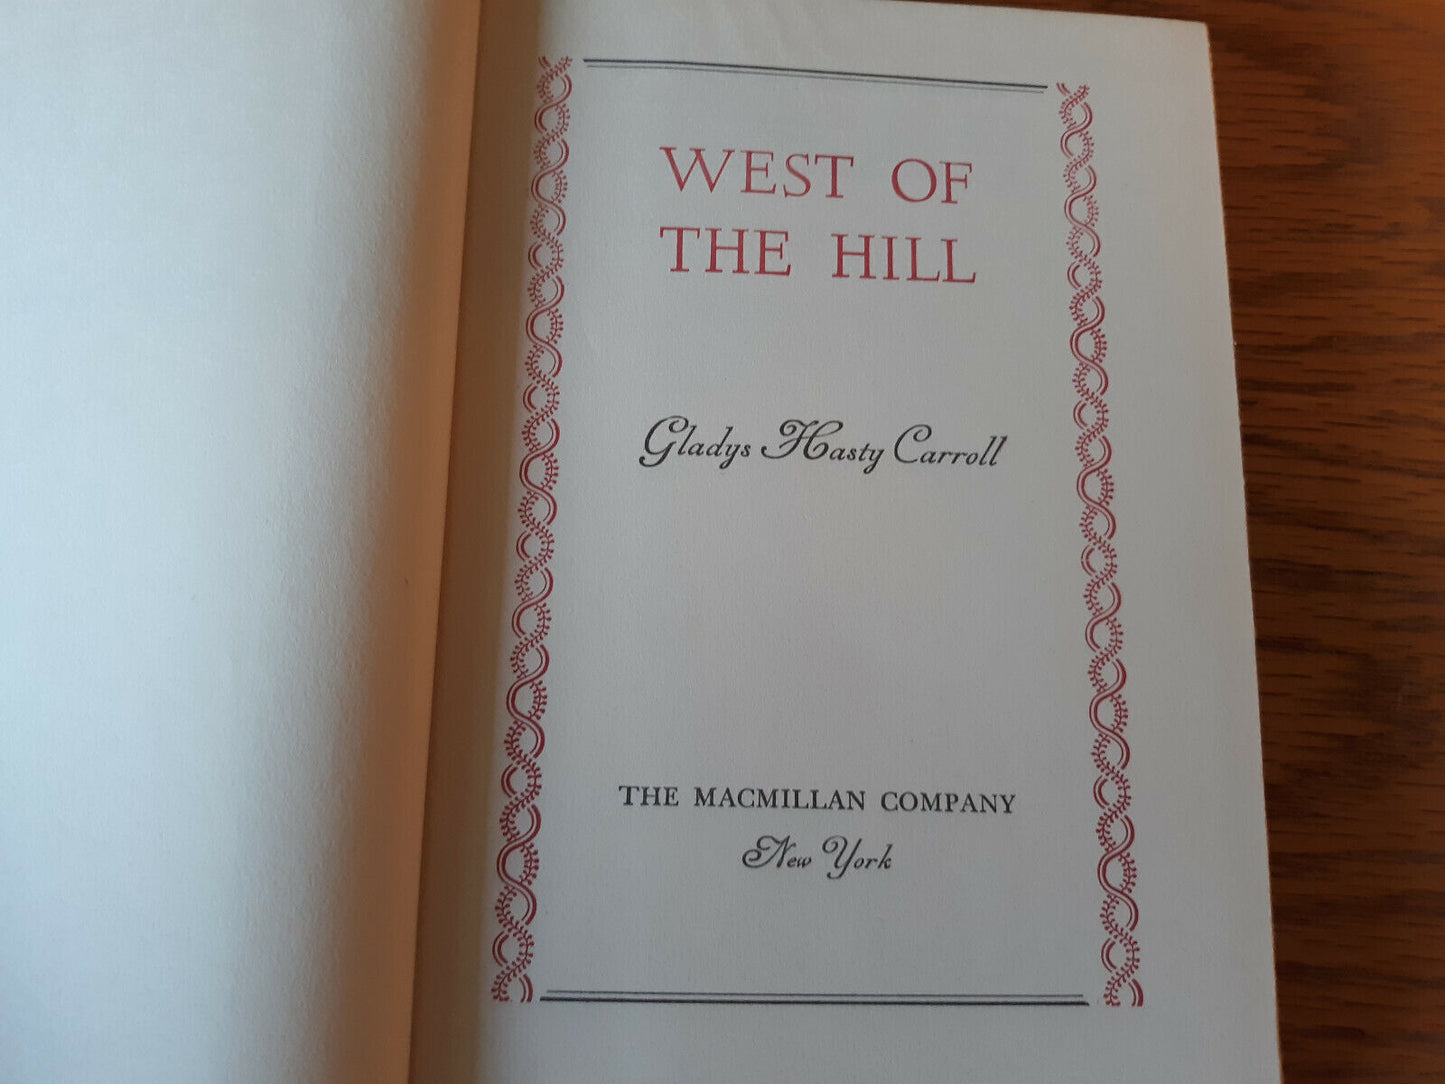 WEST OF
THE HILL
Gladys Hasty Carroll
THE MACMILLAN COMPANY
New York